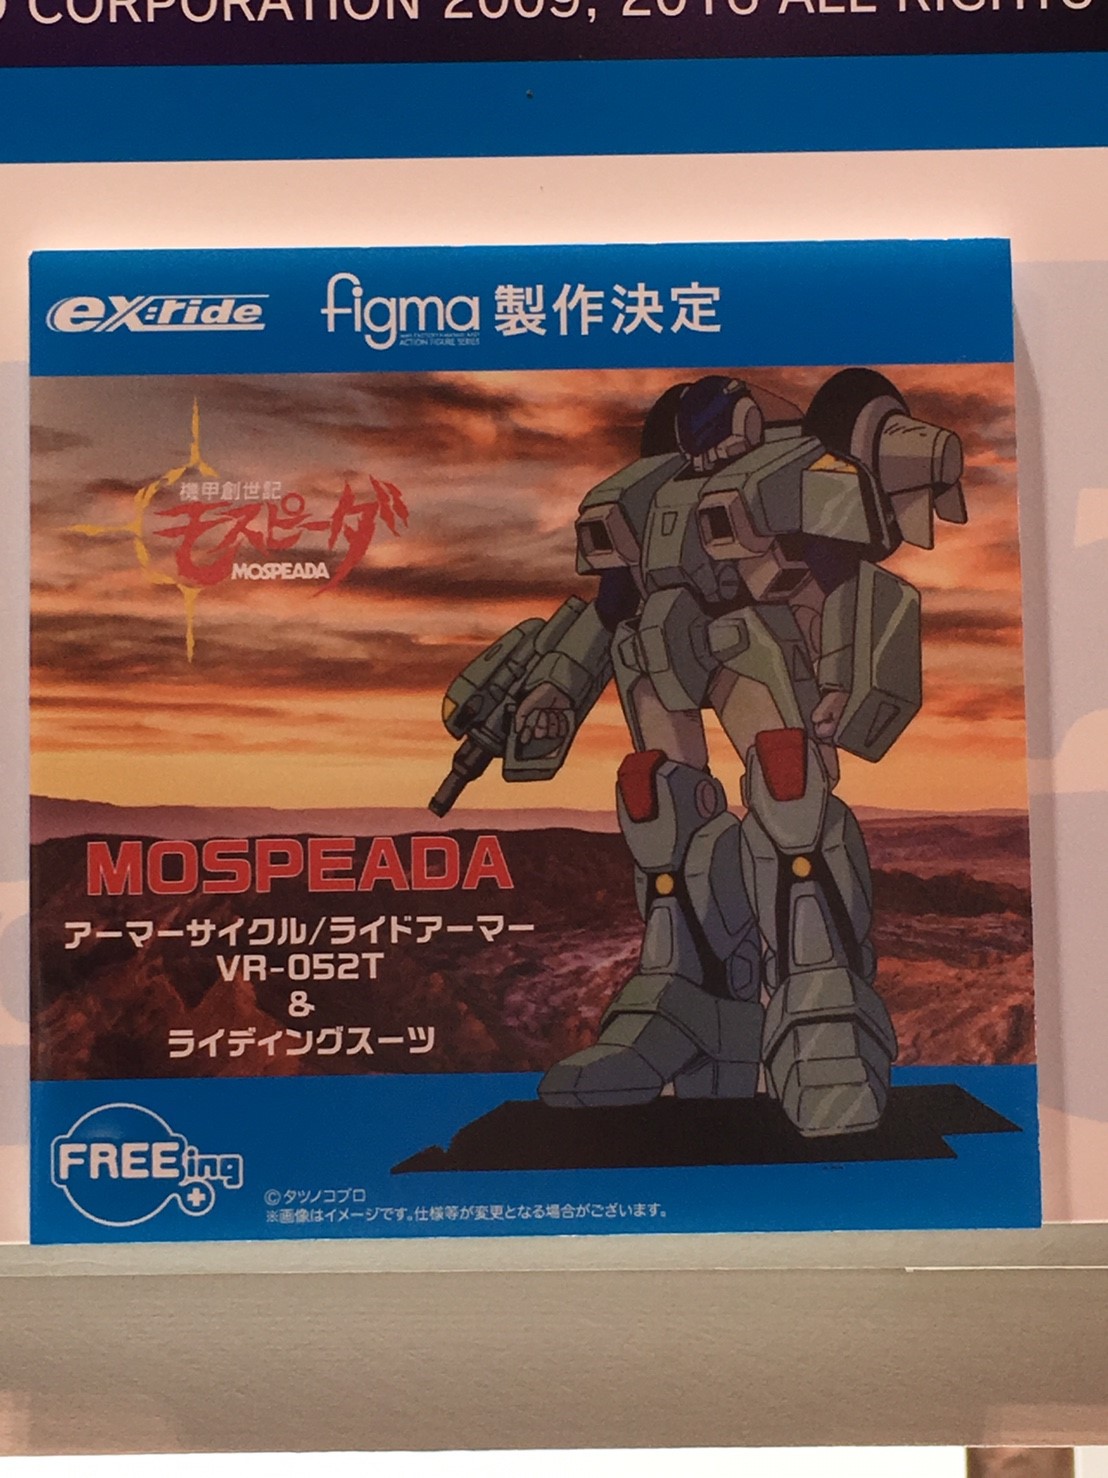 CORPORATION 2009, 2016 ALL RIGHTS
ex:ride figma 製作決定
ACTION FIGURE SERIES
機甲創世記
モスピーダ
MOSPEADA
MOSPEADA
アーマーサイクル/ライドアーマー
VR-052T
&
ライディングスーツ
FREEing
©タツノコプロ
※画像はイメージです。仕様等が変更となる場合がございます。